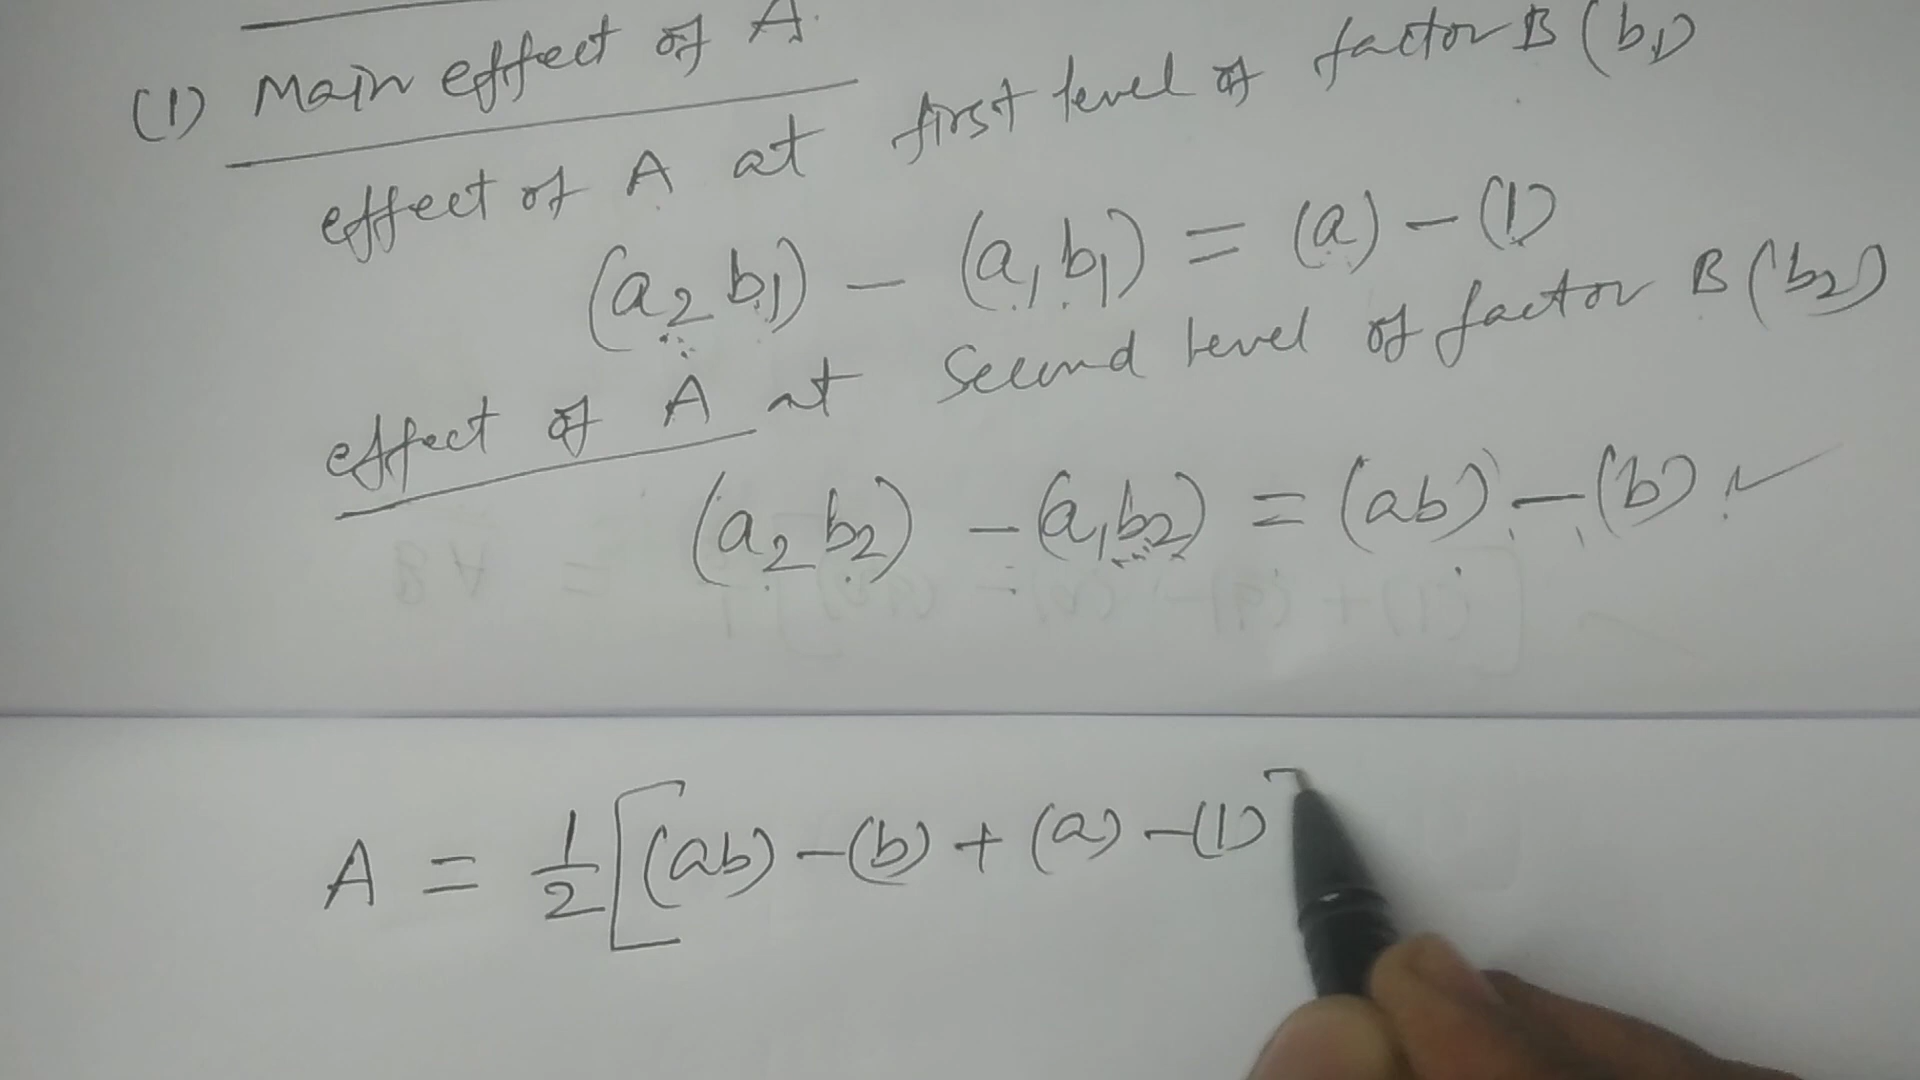 (1) Main effect of A.
effect of A at first level of factor B (b1)
(a2 b1) - (a1 b1) = (a) - (1)
effect of A at Second level of factor B (b2)
(a2 b2) - (a1 b2) = (ab) - (b) ✓
A = 1/2 [(ab) - (b) + (a) - (1)